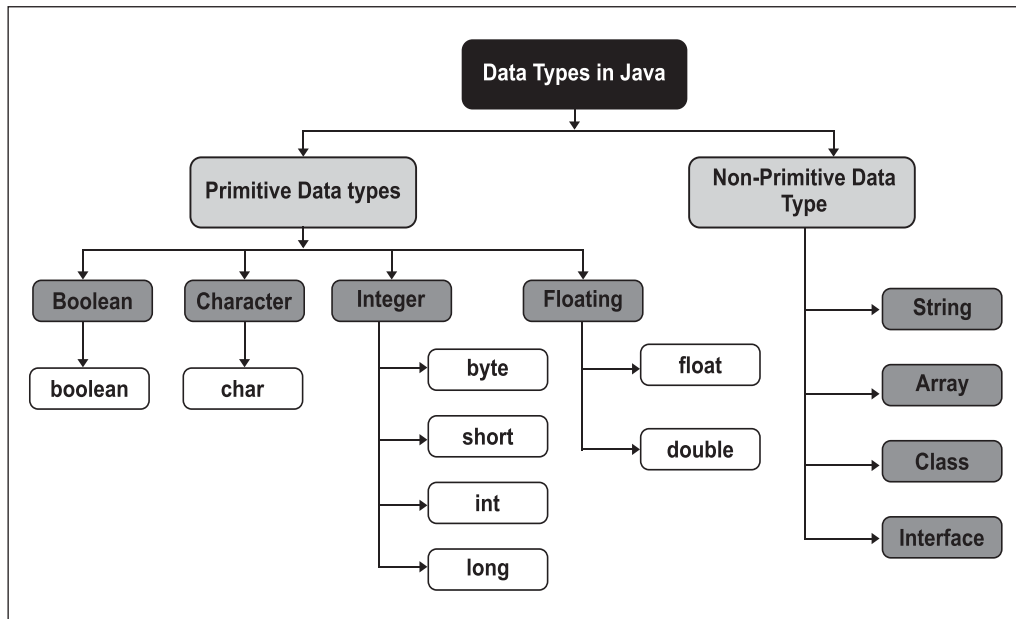 Data Types in Java
Primitive Data types
Non-Primitive Data
Type
Boolean
Character
Integer
Floating
boolean
char
byte
short
int
long
float
double
String
Array
Class
Interface